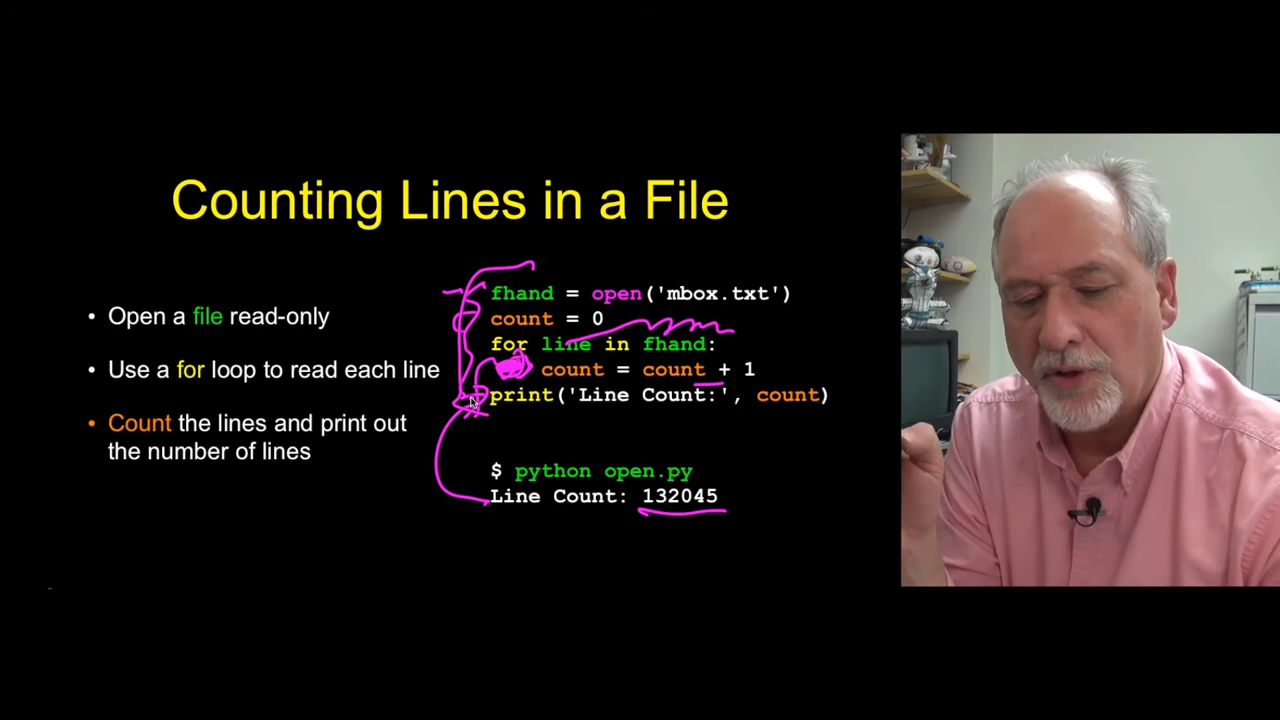 Counting Lines in a File
• Open a file read-only
• Use a for loop to read each line
• Count the lines and print out
the number of lines
fhand = open('mbox.txt')
count = 0
for line in fhand:
count = count + 1
print('Line Count:', count)
$ python open.py
Line Count: 132045